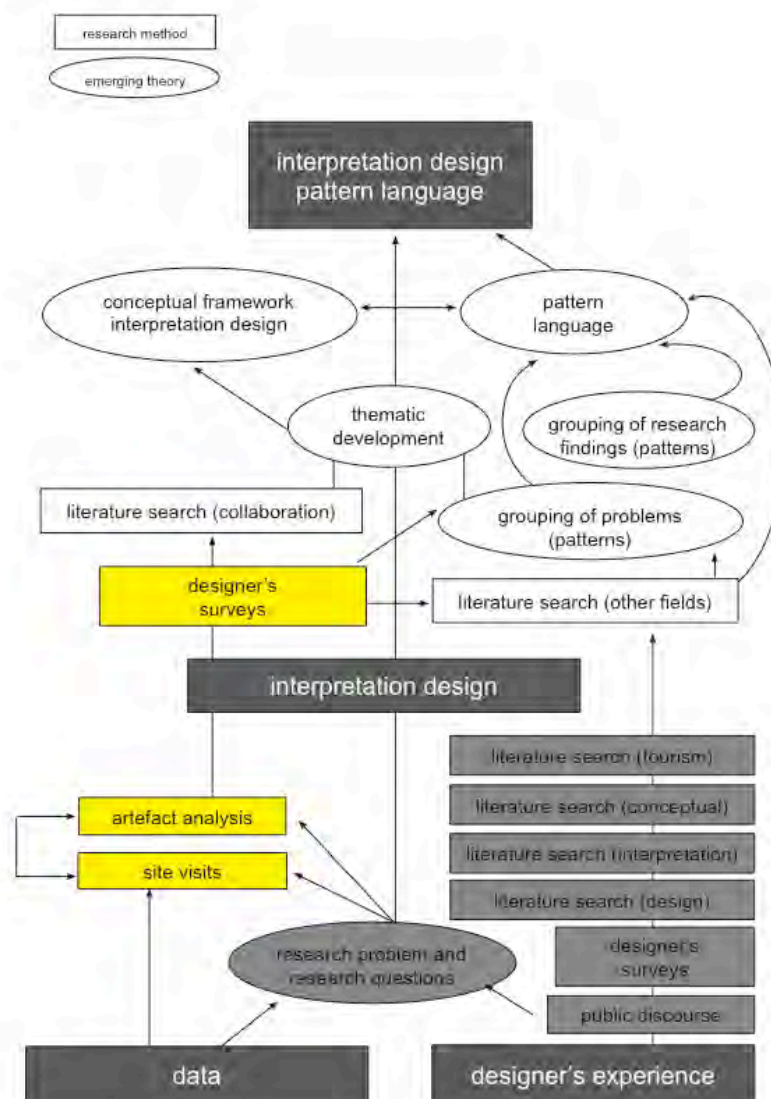 research method
emerging theory
interpretation design
pattern language
conceptual framework
interpretation design
pattern
language
thematic
development
grouping of research
findings (patterns)
literature search (collaboration)
grouping of problems
(patterns)
designer's
surveys
literature search (other fields)
interpretation design
literature search (tourism)
literature search (conceptual)
artefact analysis
literature search (interpretation)
site visits
literature search (design)
research problem and
research questions
designer's
surveys
public discourse
data
designer's experience